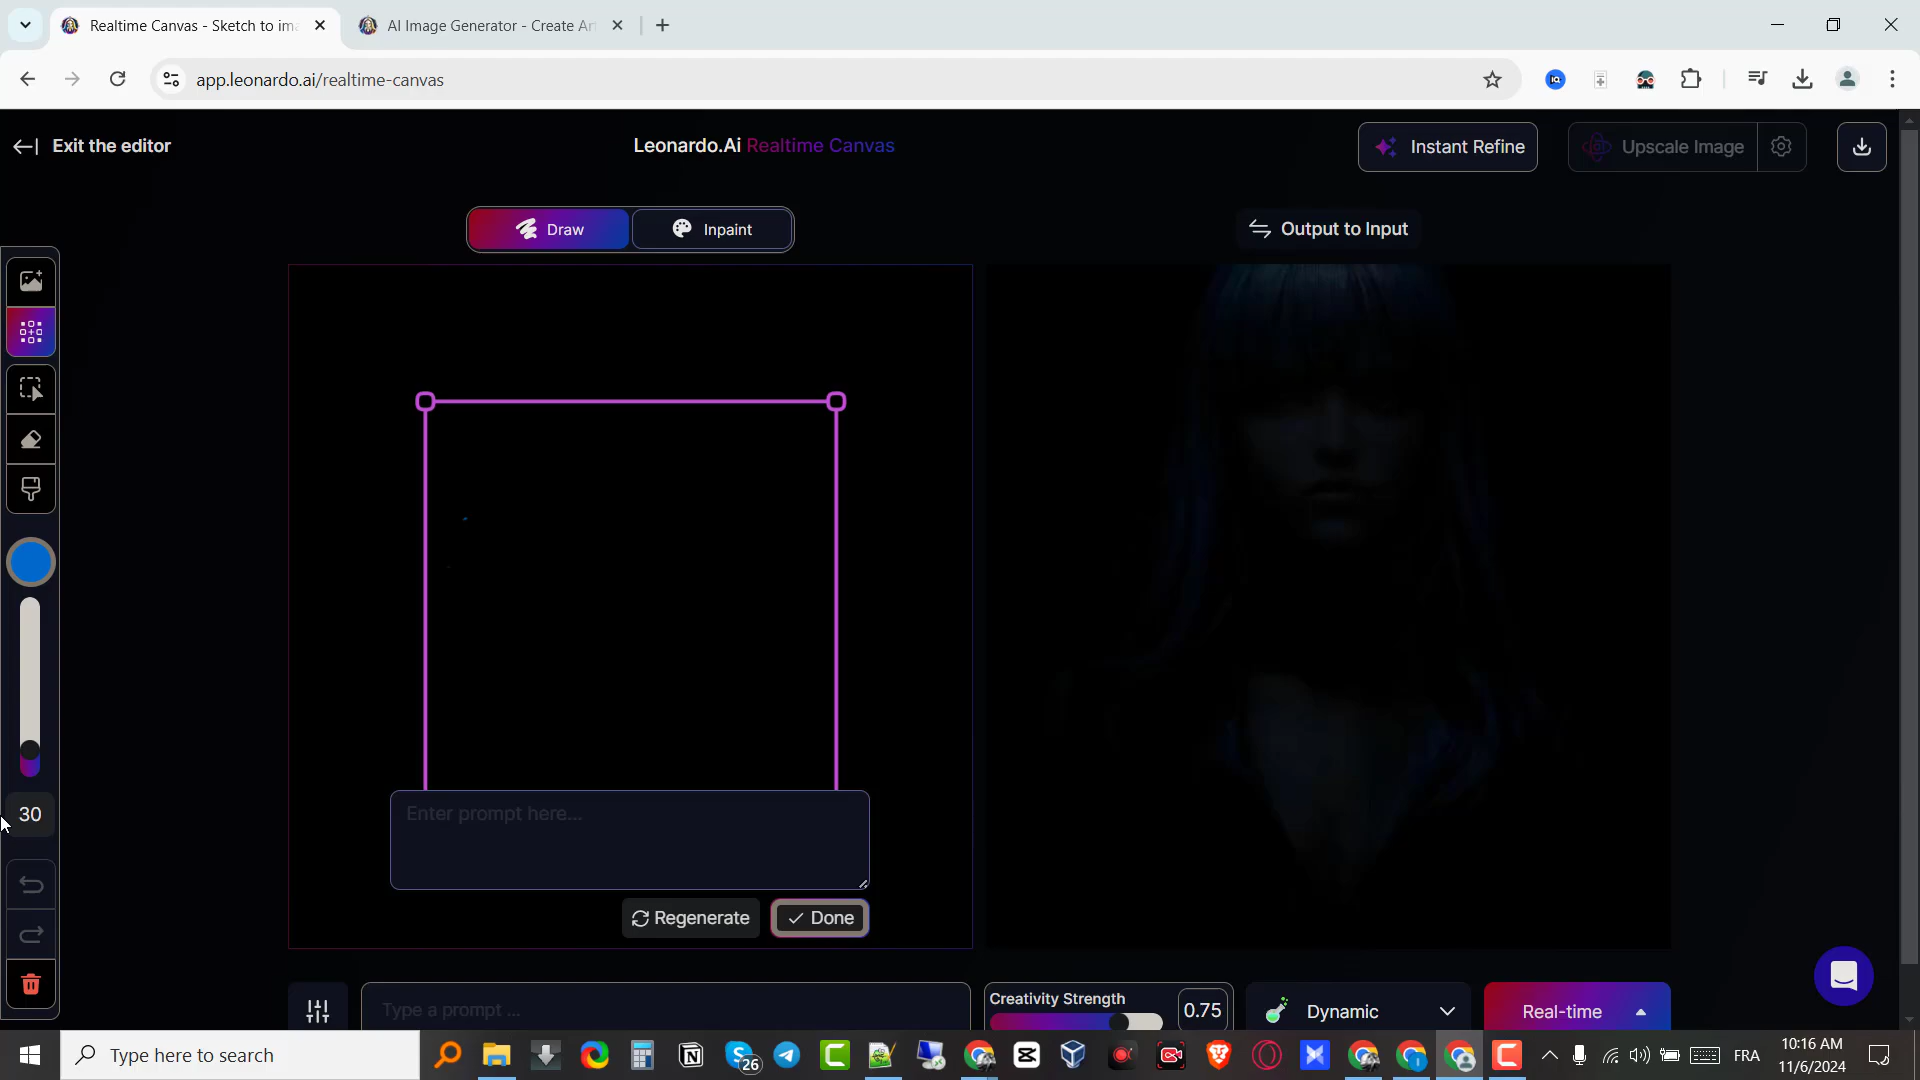 Realtime Canvas - Sketch to im
AI Image Generator - Create Ar
app.leonardo.ai/realtime-canvas
Exit the editor
Leonardo.Ai Realtime Canvas
Instant Refine
Upscale Image
Draw
Inpaint
Output to Input
30
Enter prompt here...
Regenerate
Done
Type a prompt ...
Creativity Strength
0.75
Dynamic
Real-time
Type here to search
26
FRA
10:16 AM
11/6/2024